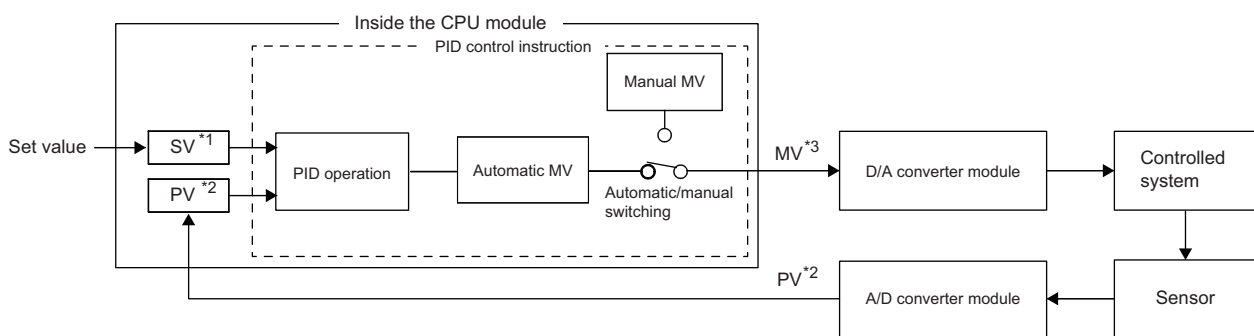 Inside the CPU module
PID control instruction
Manual MV
Set value
SV*1
PV*2
PID operation
Automatic MV
Automatic/manual
switching
MV*3
D/A converter module
Controlled
system
PV*2
A/D converter module
Sensor